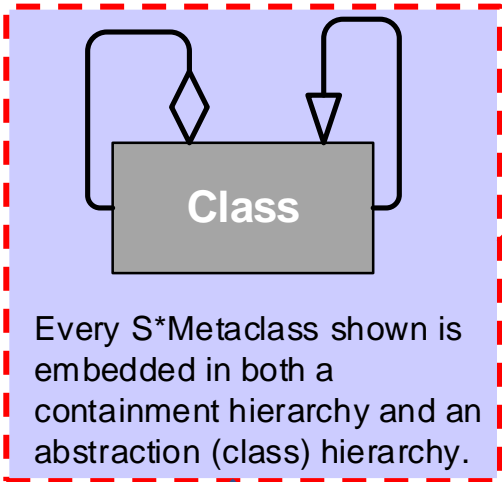 Class
Every S*Metaclass shown is
embedded in both a
containment hierarchy and an
abstraction (class) hierarchy.